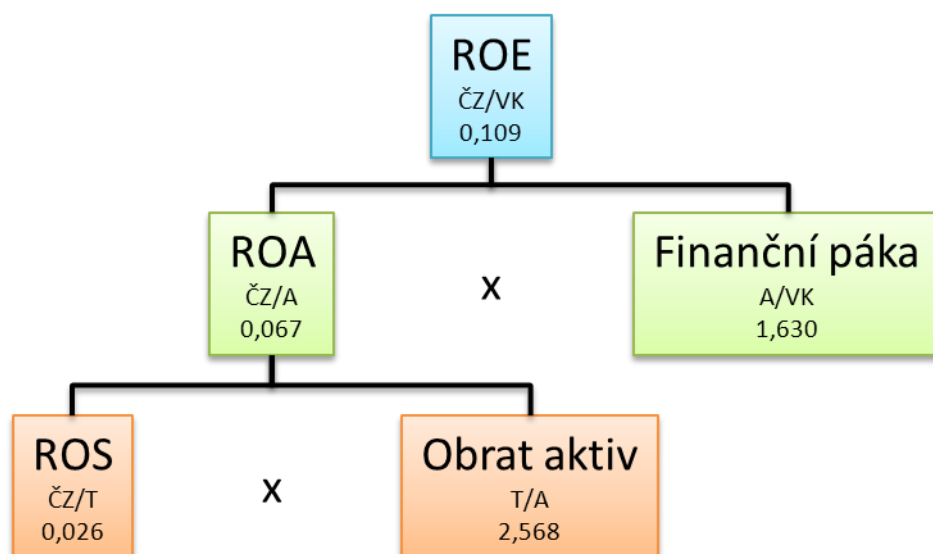 ROE
ČZ/VK
0,109
ROA
ČZ/A
0,067
x
Finanční páka
A/VK
1,630
ROS
ČZ/T
0,026
x
Obrat aktiv
T/A
2,568